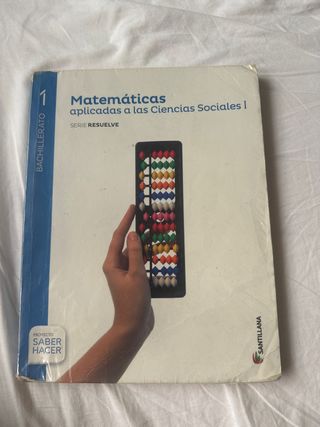 1
BACHILLERATO
Matemáticas
aplicadas a las Ciencias Sociales I
SERIE RESUELVE
PROYECTO
SABER
HACER
SANTILLANA